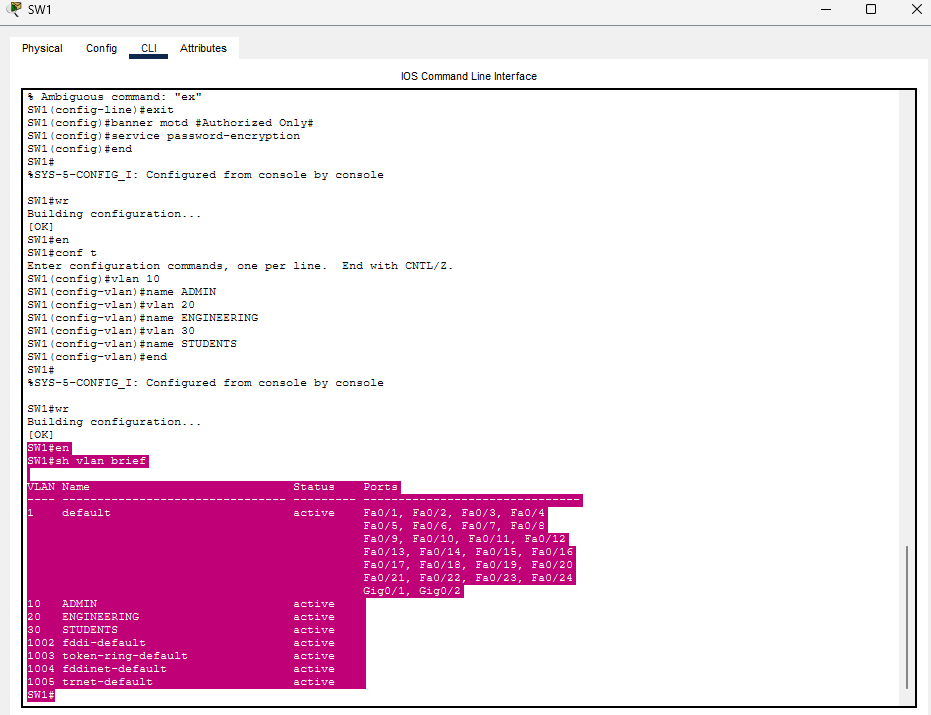 SW1
Physical Config CLI Attributes
IOS Command Line Interface
% Ambiguous command: "ex"
SW1(config-line)#exit
SW1(config)#banner motd #Authorized Only#
SW1(config)#service password-encryption
SW1(config)#end
SW1#
%SYS-5-CONFIG_I: Configured from console by console
SW1#wr
Building configuration...
[OK]
SW1#en
SW1#conf t
Enter configuration commands, one per line.  End with CNTL/Z.
SW1(config)#vlan 10
SW1(config-vlan)#name ADMIN
SW1(config-vlan)#vlan 20
SW1(config-vlan)#name ENGINEERING
SW1(config-vlan)#vlan 30
SW1(config-vlan)#name STUDENTS
SW1(config-vlan)#end
SW1#
%SYS-5-CONFIG_I: Configured from console by console
SW1#wr
Building configuration...
[OK]
SW1#en
SW1#sh vlan brief
VLAN Name                             Status    Ports
---- -------------------------------- --------- -------------------------------
1    default                          active    Fa0/1, Fa0/2, Fa0/3, Fa0/4
                                                Fa0/5, Fa0/6, Fa0/7, Fa0/8
                                                Fa0/9, Fa0/10, Fa0/11, Fa0/12
                                                Fa0/13, Fa0/14, Fa0/15, Fa0/16
                                                Fa0/17, Fa0/18, Fa0/19, Fa0/20
                                                Fa0/21, Fa0/22, Fa0/23, Fa0/24
                                                Gig0/1, Gig0/2
10   ADMIN                            active
20   ENGINEERING                      active
30   STUDENTS                         active
1002 fddi-default                     active
1003 token-ring-default               active
1004 fddinet-default                  active
1005 trnet-default                    active
SW1#